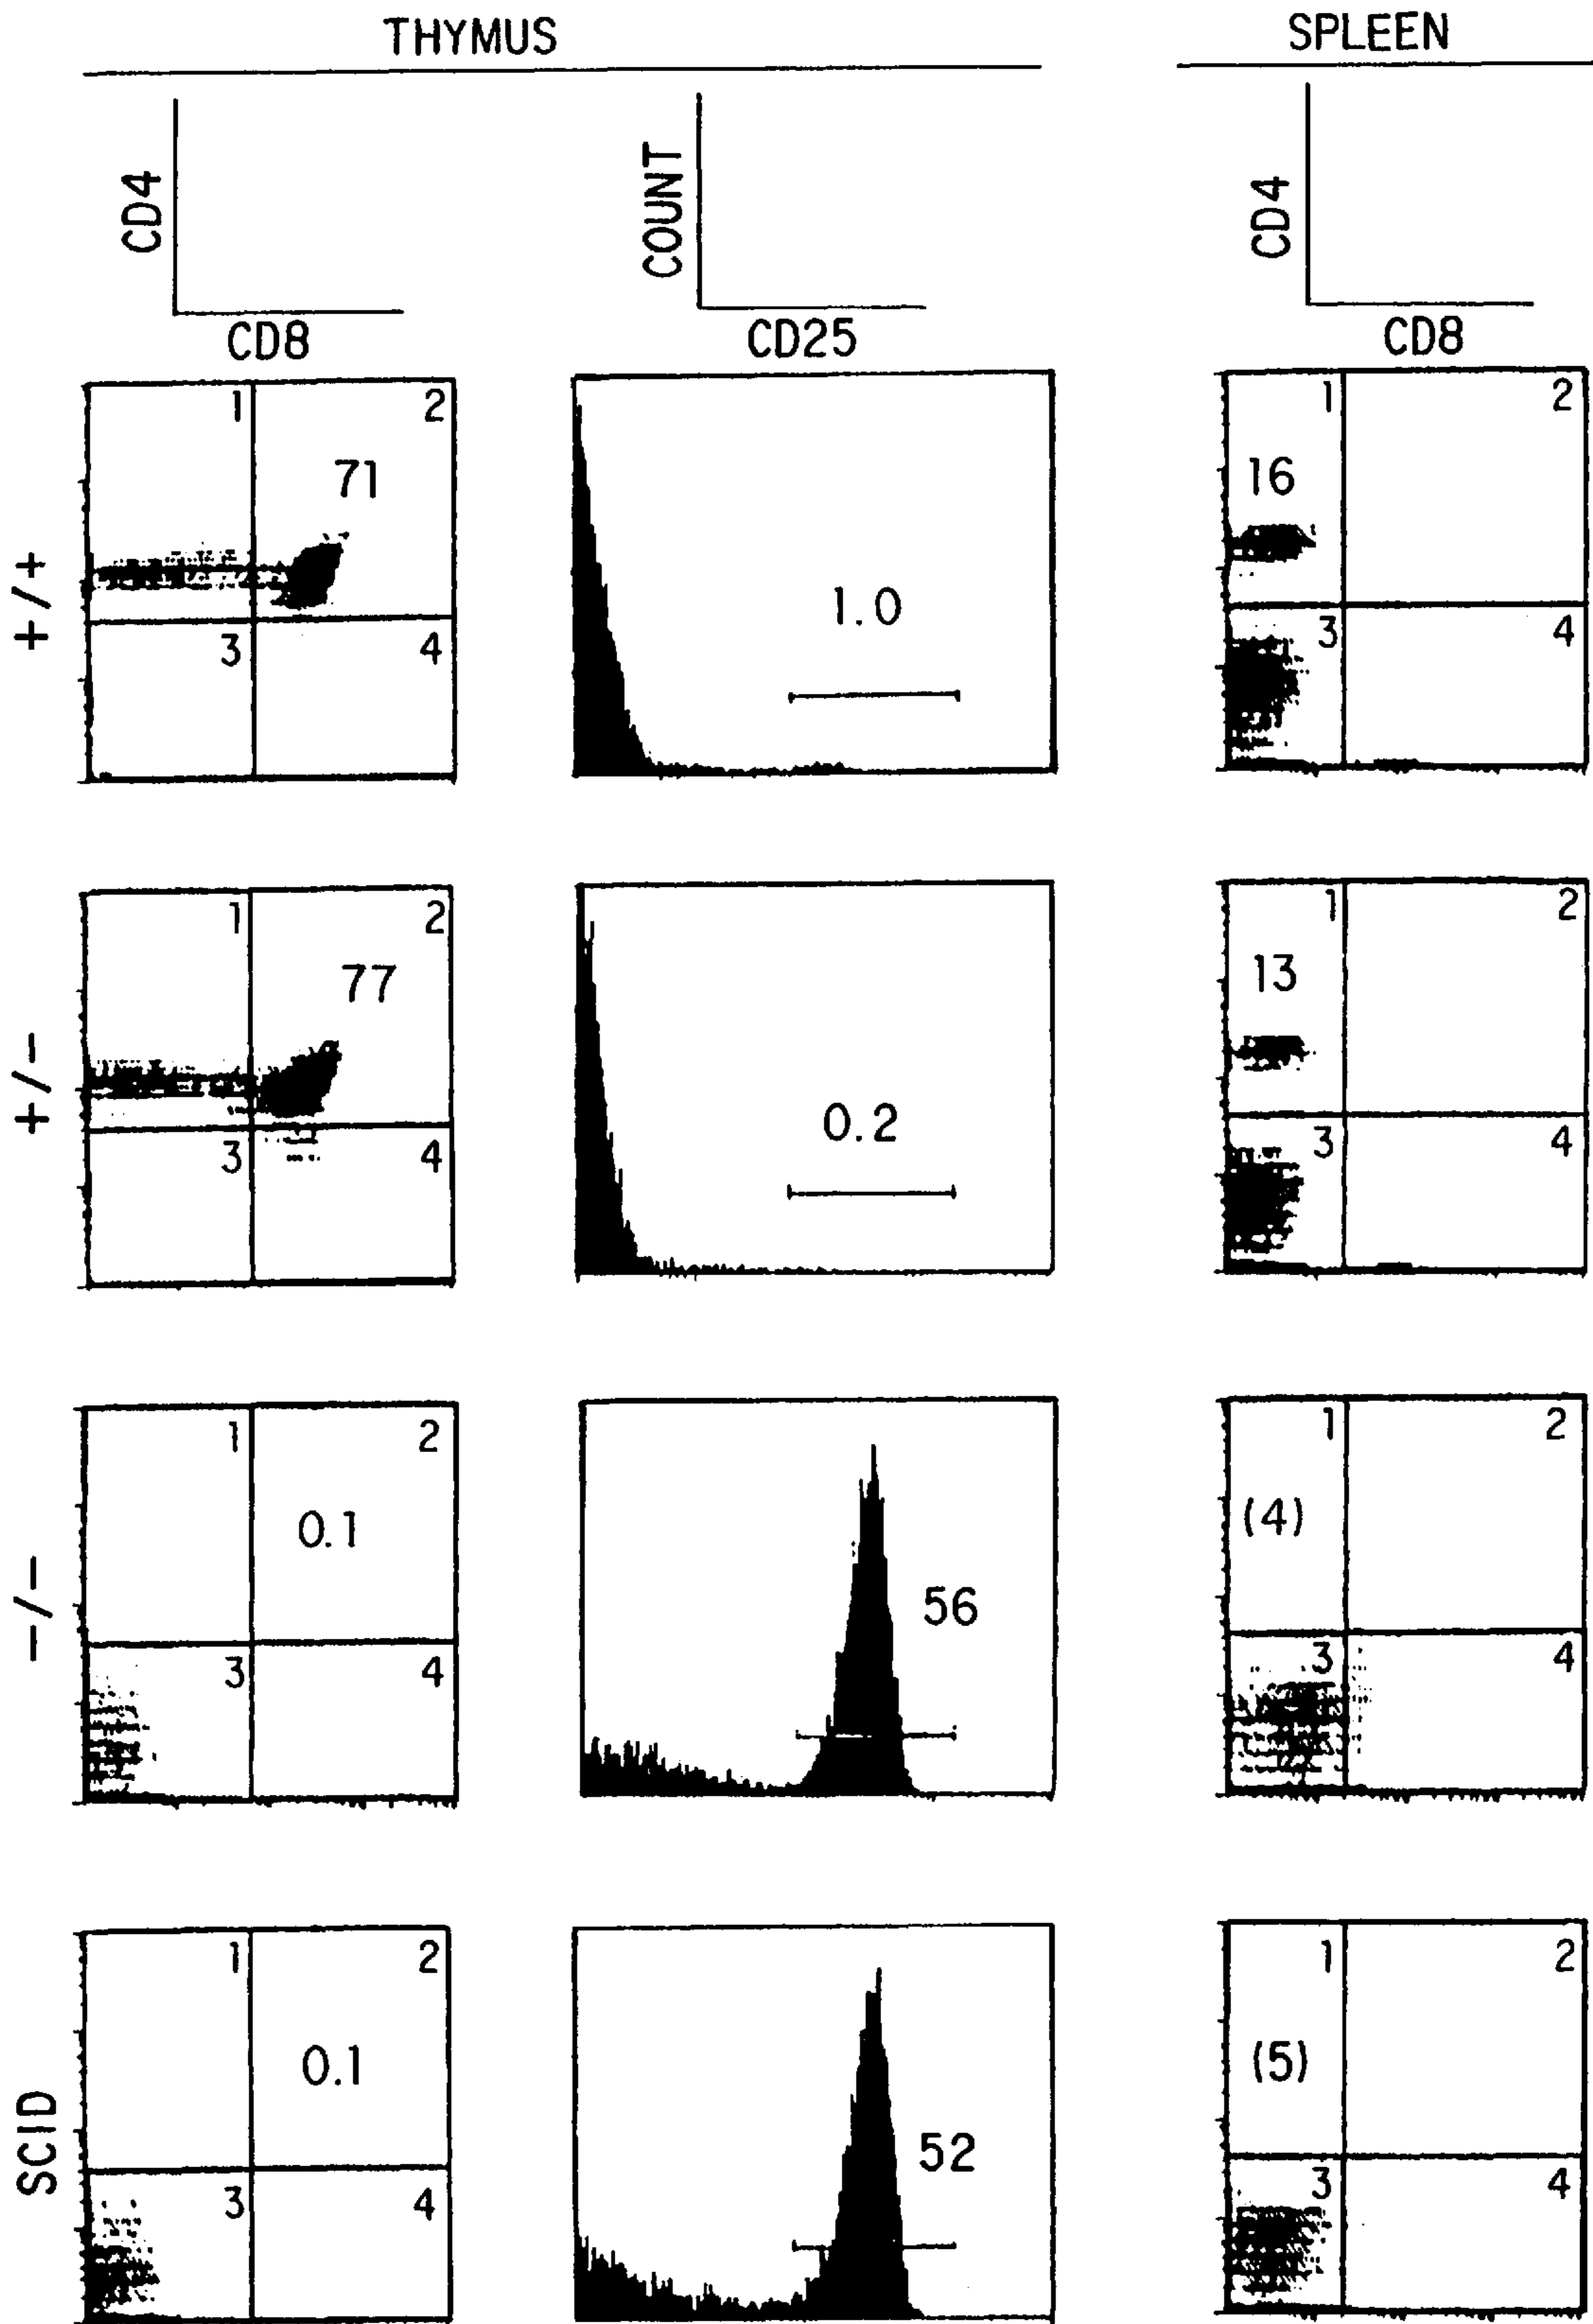 THYMUS SPLEEN
CD4 COUNT CD4
CD8 CD25 CD8
+/+
1 2 1 2
71 1.0 16
3 4 3 4
+/-
1 2 1 2
77 0.2 13
3 4 3 4
-/-
1 2 1 2
0.1 56 (4)
3 4 3 4
SCID
1 2 1 2
0.1 52 (5)
3 4 3 4